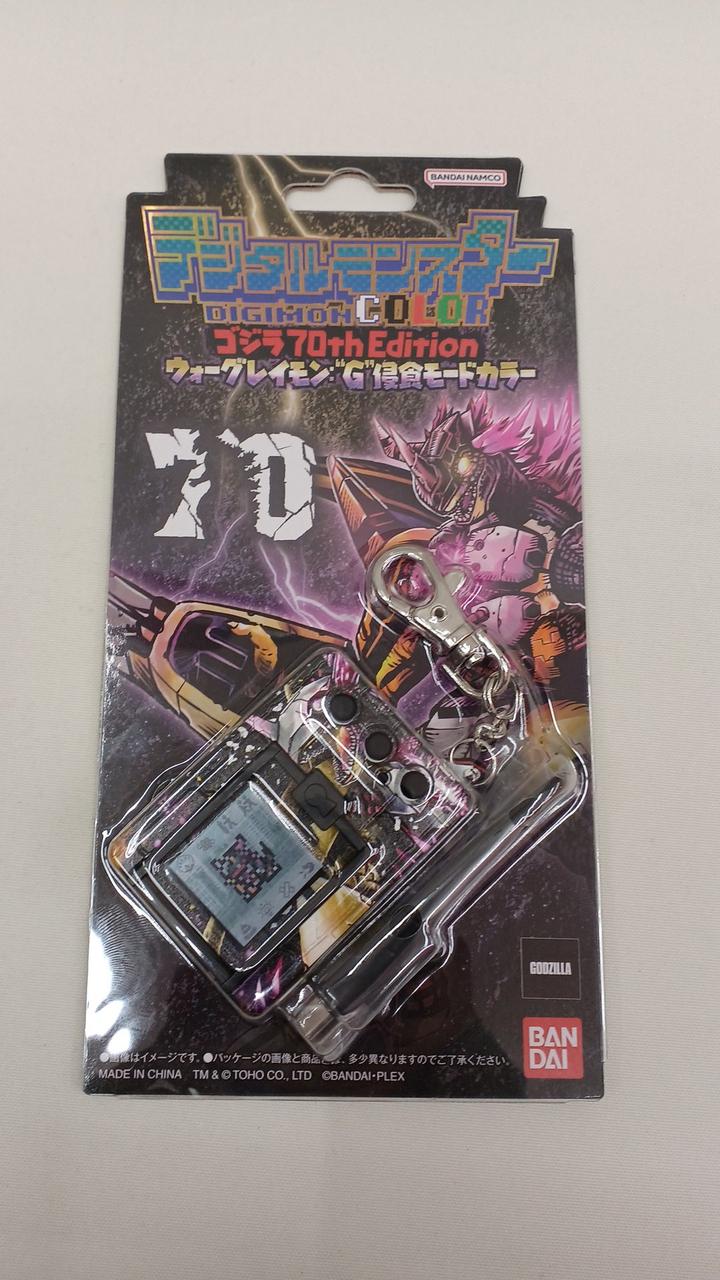 BANDAI NAMCO
デジタルモンスター
DIGIMON COLOR
ゴジラ70th Edition
ウォーグレイモン:"G"侵食モードカラー
70
GODZILLA
BAN
DAI
●画像はイメージです。●パッケージの画像と商品とは、多少異なりますのでご了承ください。
MADE IN CHINA TM & © TOHO CO., LTD ©BANDAI・PLEX